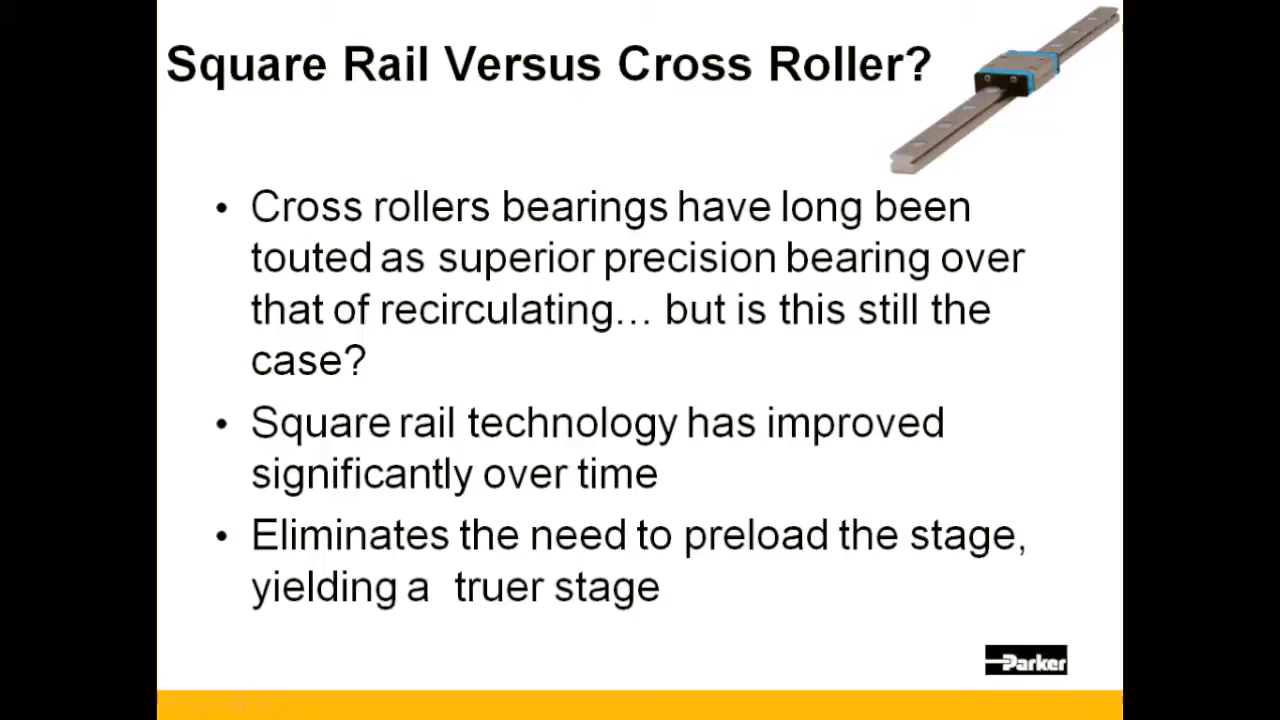 Square Rail Versus Cross Roller?
• Cross rollers bearings have long been
touted as superior precision bearing over
that of recirculating... but is this still the
case?
• Square rail technology has improved
significantly over time
• Eliminates the need to preload the stage,
yielding a truer stage
Parker